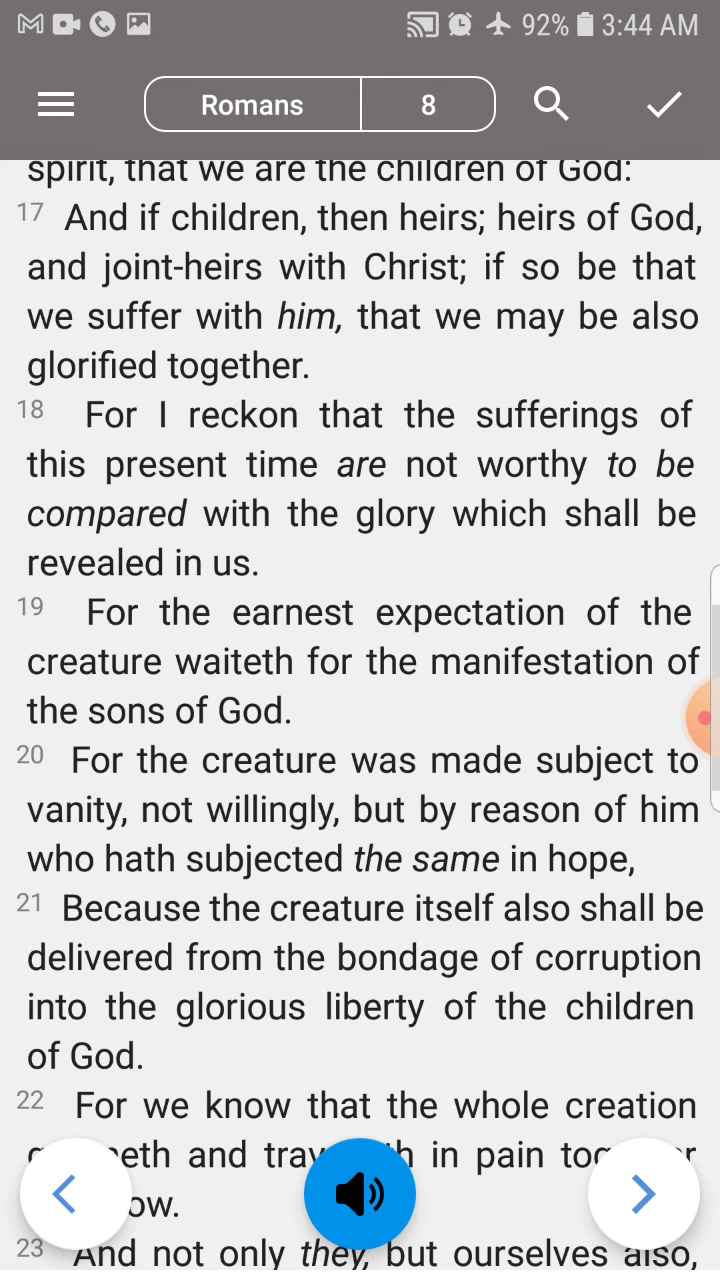 92% 3:44 AM
Romans 8
spirit, that we are the children of God:
17 And if children, then heirs; heirs of God,
and joint-heirs with Christ; if so be that
we suffer with him, that we may be also
glorified together.
18 For I reckon that the sufferings of
this present time are not worthy to be
compared with the glory which shall be
revealed in us.
19 For the earnest expectation of the
creature waiteth for the manifestation of
the sons of God.
20 For the creature was made subject to
vanity, not willingly, but by reason of him
who hath subjected the same in hope,
21 Because the creature itself also shall be
delivered from the bondage of corruption
into the glorious liberty of the children
of God.
22 For we know that the whole creation
and in pain
23 And not only they, but ourselves also,